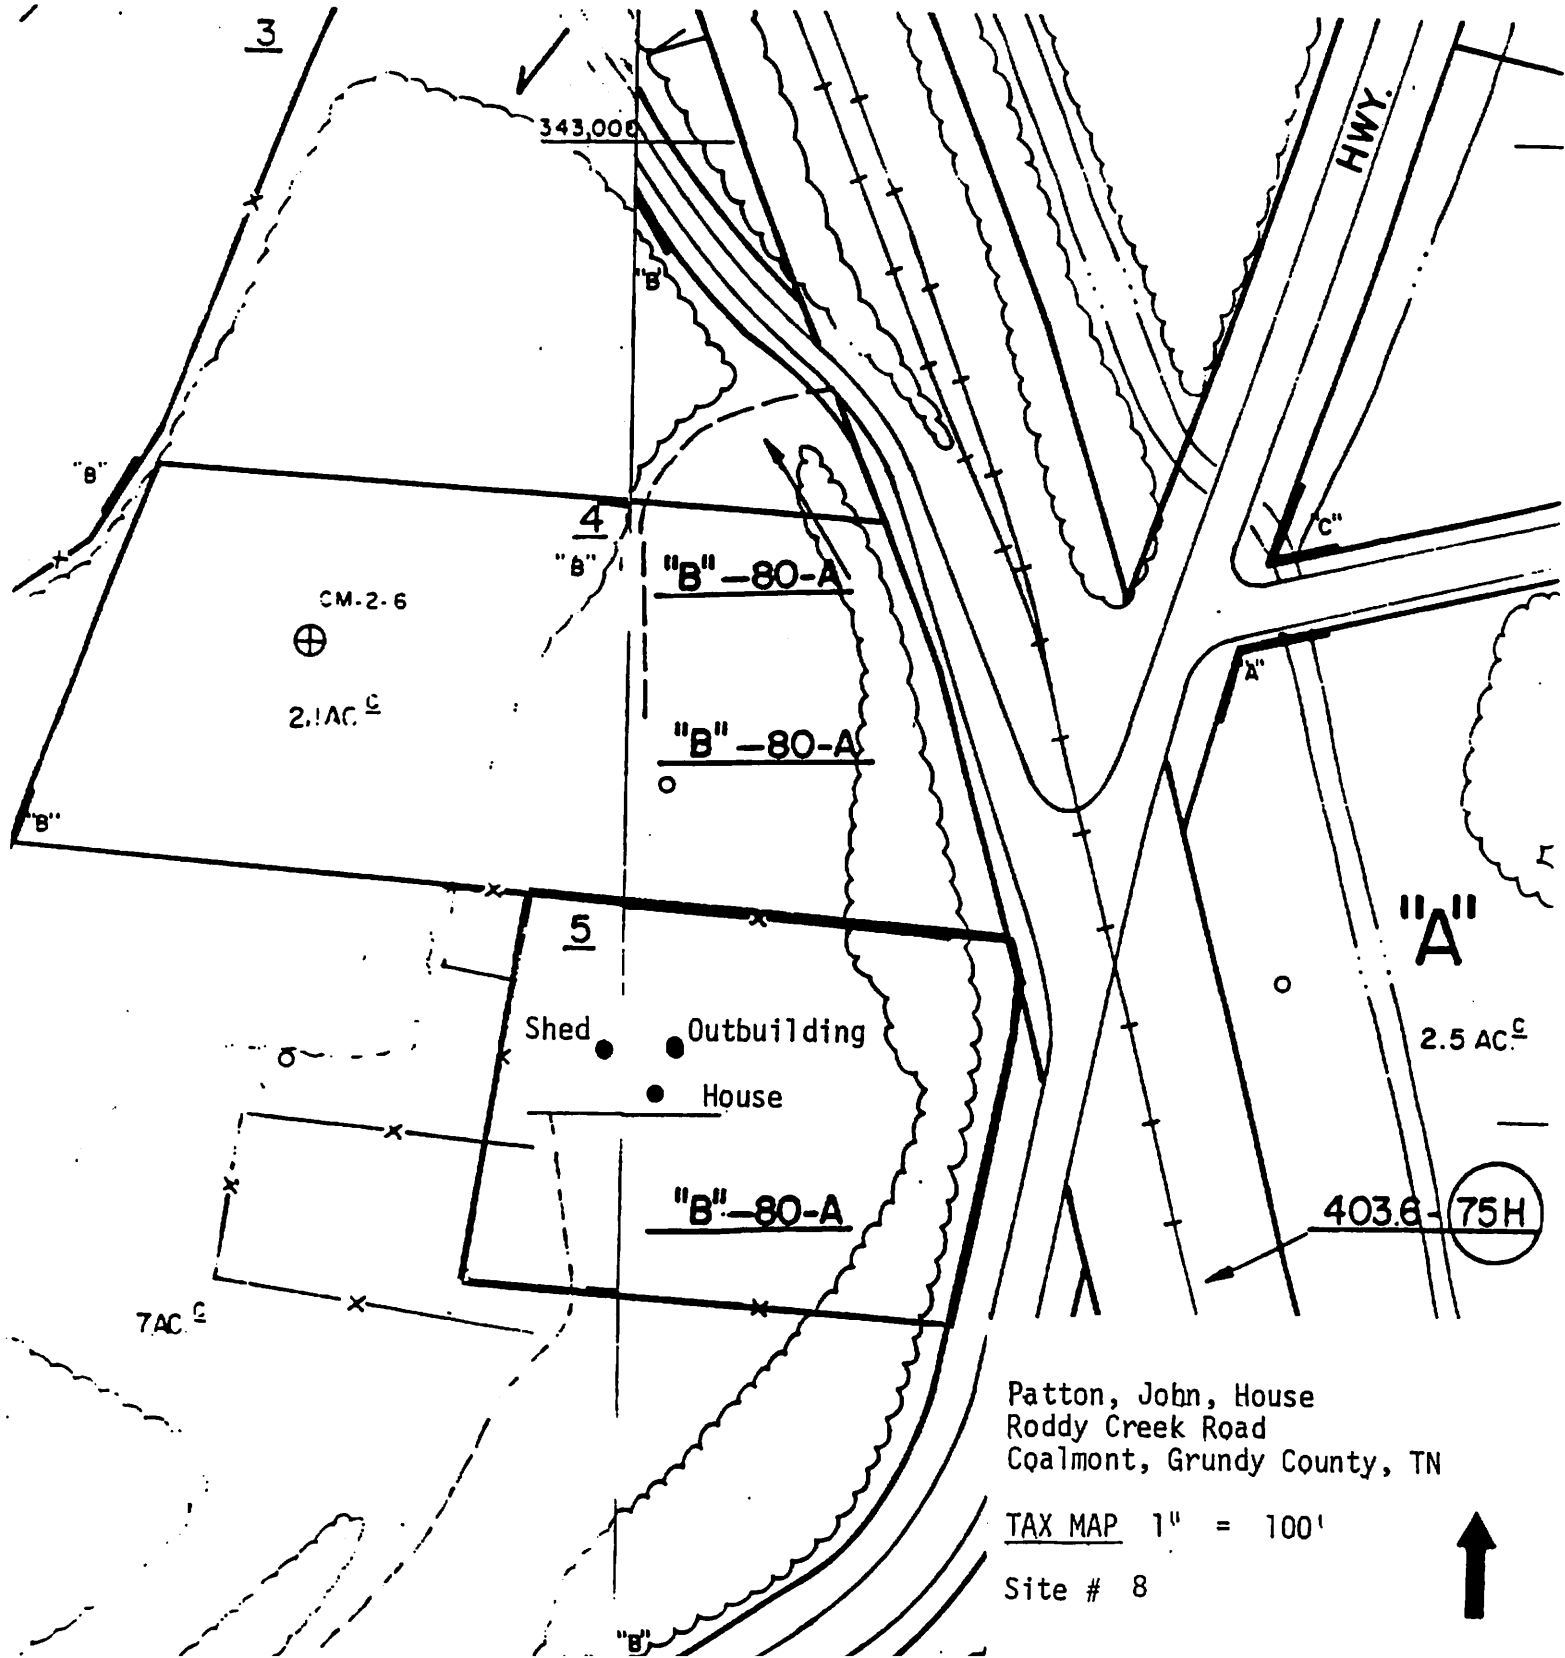 3
343,000
HWY.
"B"
"B"
4
"B"
"C"
"B"-80-A
CM-2-6
"A"
2.1AC. C
"B"-80-A
"B"
5
"A"
Shed
Outbuilding
2.5 AC. C
House
"B"-80-A
403.6-75H
7AC. C
Patton, John, House
Roddy Creek Road
Coalmont, Grundy County, TN
TAX MAP 1" = 100'
Site # 8
"B"